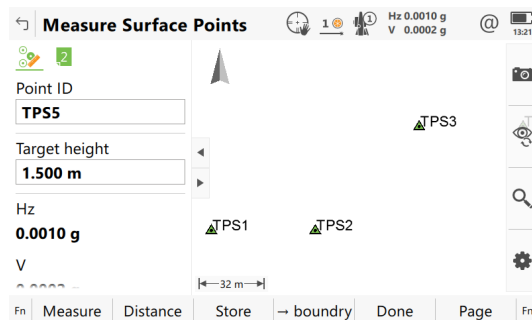 Measure Surface Points
1
1
Hz 0.0010 g
V 0.0002 g
@
13:21
2
Point ID
TPS5
Target height
1.500 m
Hz
0.0010 g
V
TPS3
TPS1
TPS2
32 m
Fn
Measure
Distance
Store
→ boundry
Done
Page